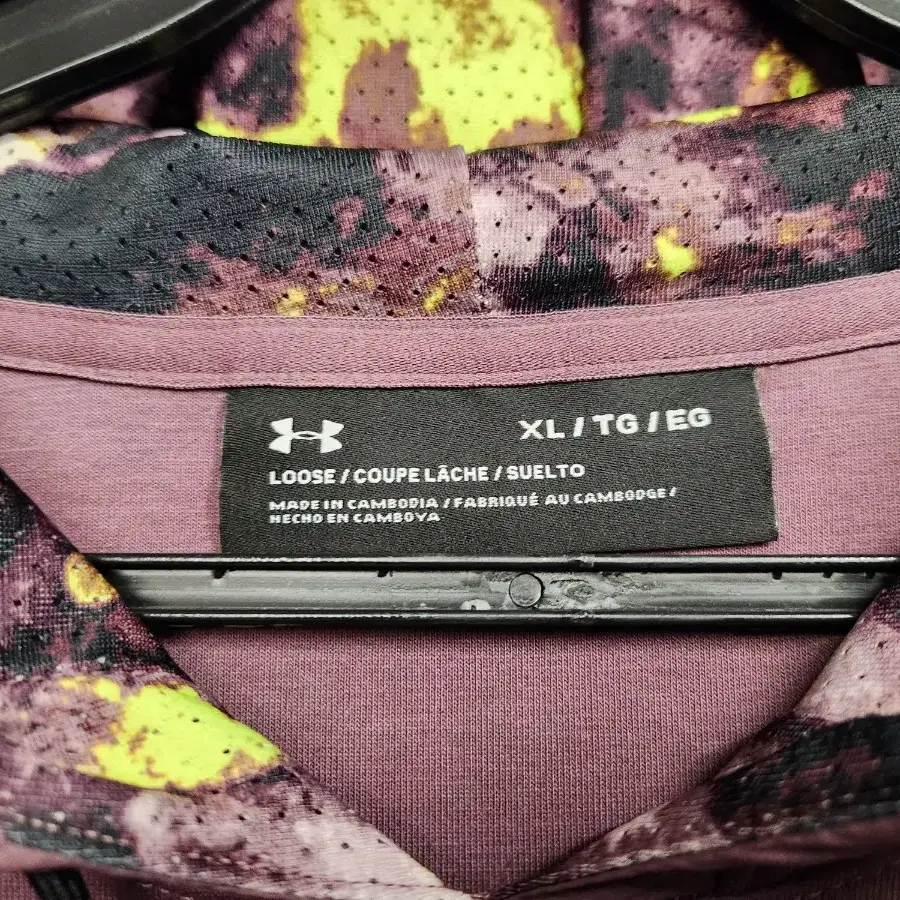 XL / TG / EG
LOOSE / COUPE LÂCHE / SUELTO
MADE IN CAMBODIA / FABRIQUÉ AU CAMBODGE /
HECHO EN CAMBOYA